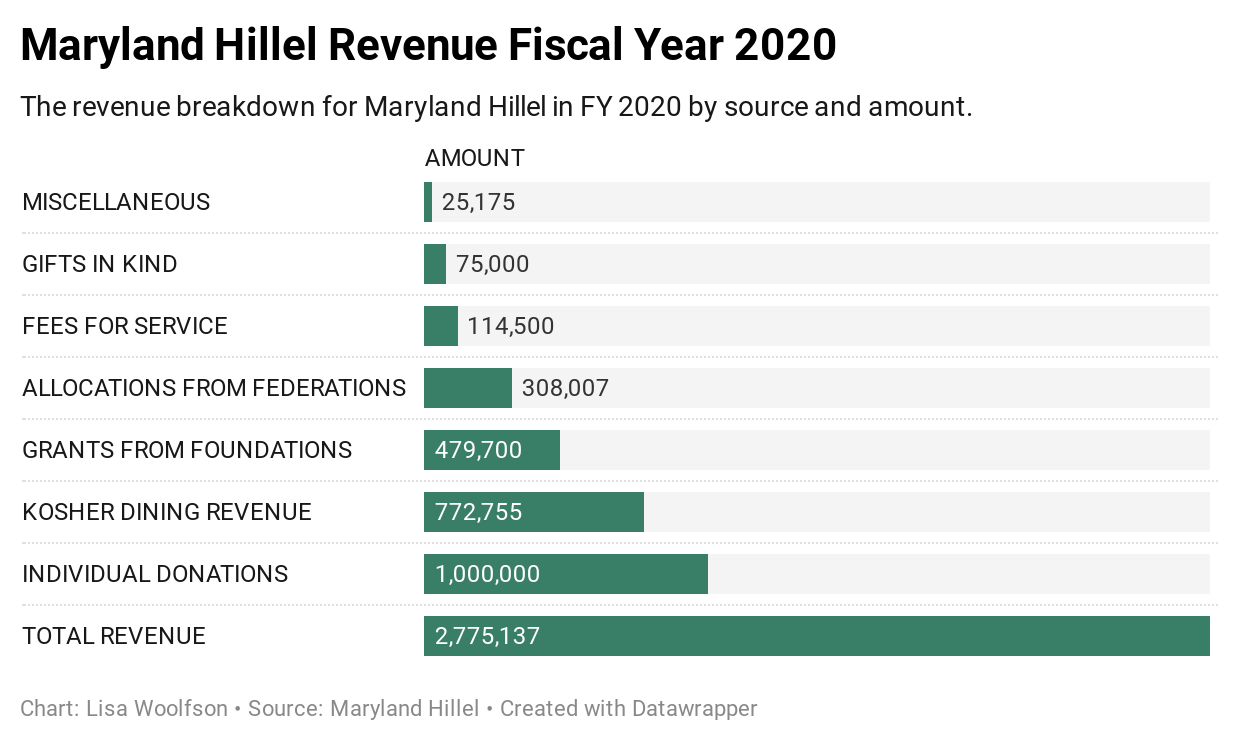 Maryland Hillel Revenue Fiscal Year 2020
The revenue breakdown for Maryland Hillel in FY 2020 by source and amount.
AMOUNT
MISCELLANEOUS 25,175
GIFTS IN KIND 75,000
FEES FOR SERVICE 114,500
ALLOCATIONS FROM FEDERATIONS 308,007
GRANTS FROM FOUNDATIONS 479,700
KOSHER DINING REVENUE 772,755
INDIVIDUAL DONATIONS 1,000,000
TOTAL REVENUE 2,775,137
Chart: Lisa Woolfson • Source: Maryland Hillel • Created with Datawrapper